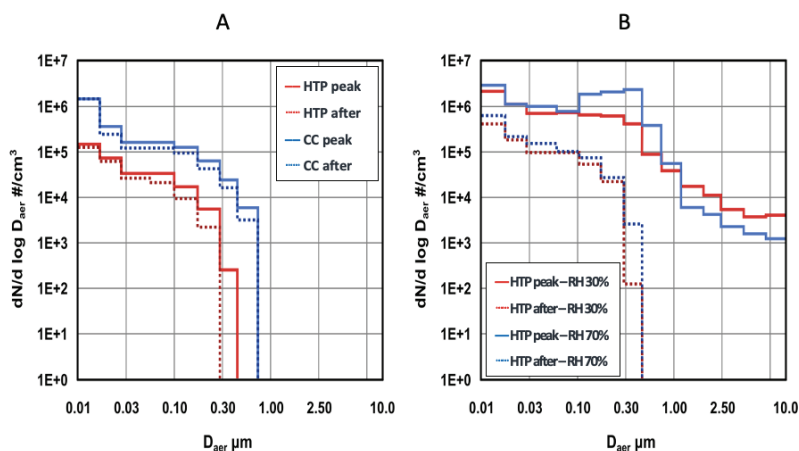 A
B
1E+7
1E+6
1E+5
1E+4
1E+3
1E+2
1E+1
1E+0
dN/d log Daer #/cm³
HTP peak
HTP after
CC peak
CC after
0.01 0.03 0.10 0.30 1.00 2.50 10.0
Daer µm
1E+7
1E+6
1E+5
1E+4
1E+3
1E+2
1E+1
1E+0
dN/d log Daer #/cm³
HTP peak – RH 30%
HTP after – RH 30%
HTP peak – RH 70%
HTP after – RH 70%
0.01 0.03 0.10 0.30 1.00 2.50 10.0
Daer µm